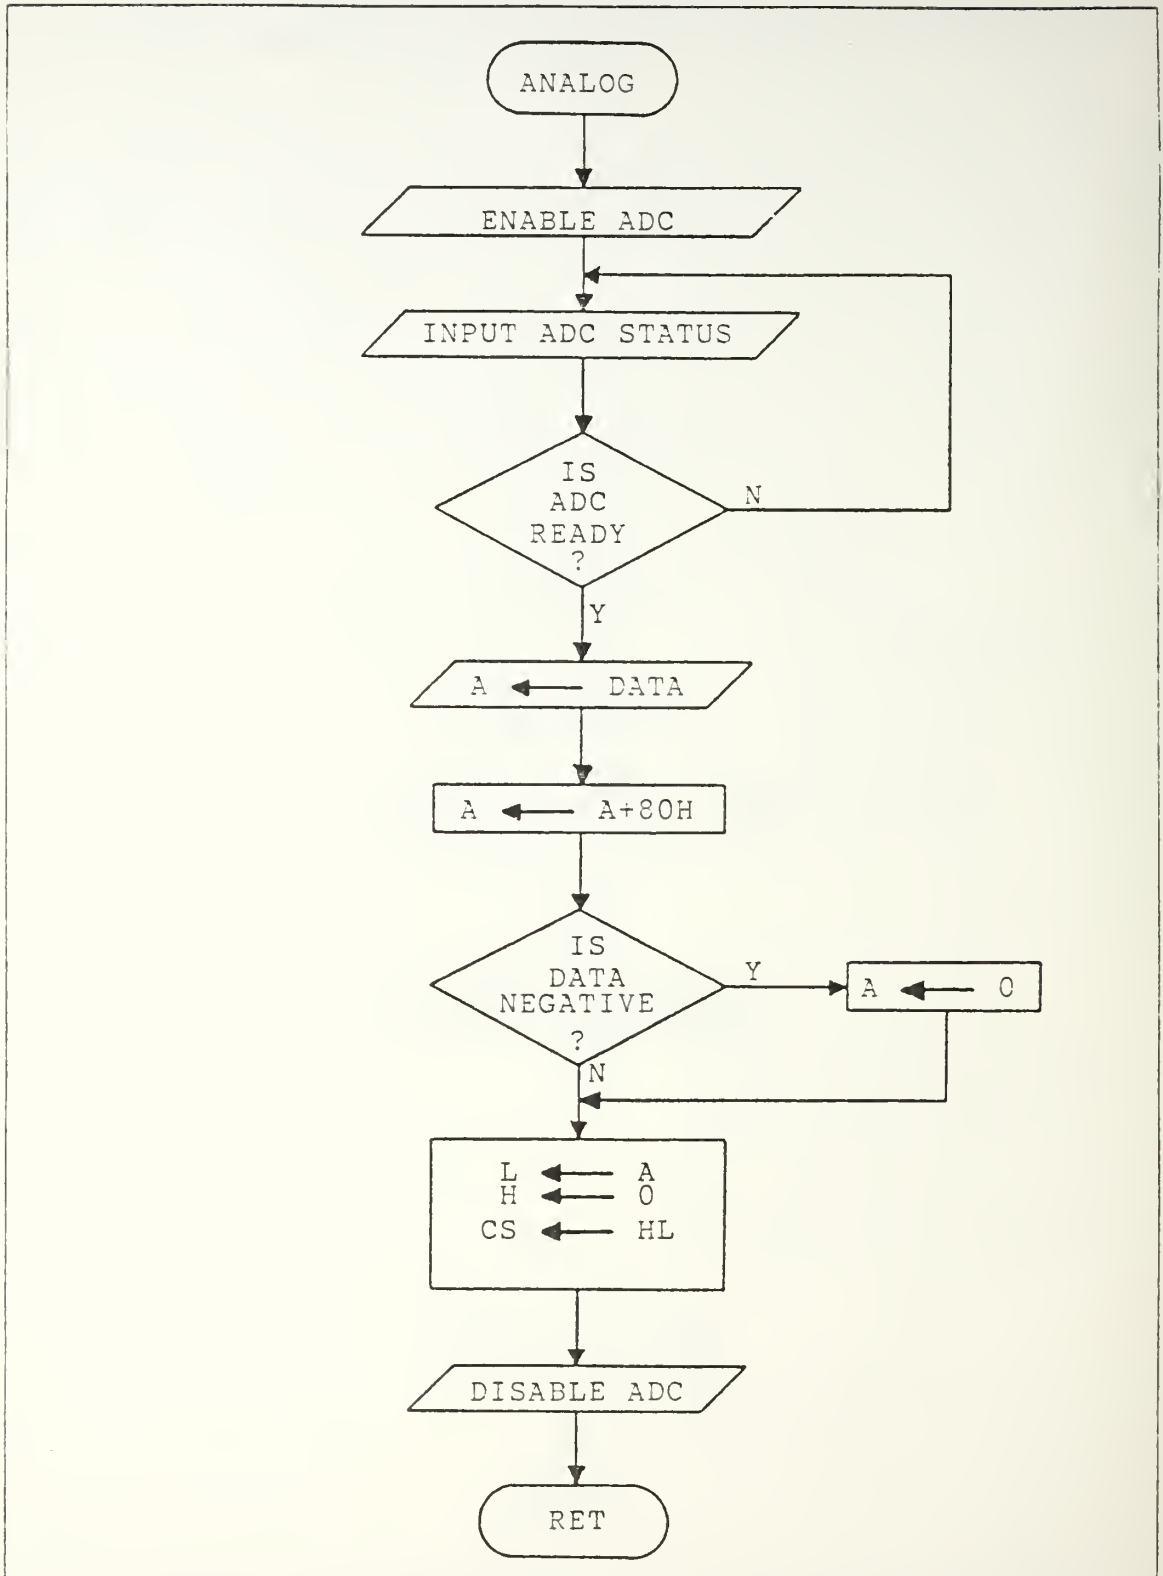 ANALOG
ENABLE ADC
INPUT ADC STATUS
IS
ADC
READY
?
N
Y
A ← DATA
A ← A+80H
IS
DATA
NEGATIVE
?
Y
A ← 0
N
L ← A
H ← 0
CS ← HL
DISABLE ADC
RET